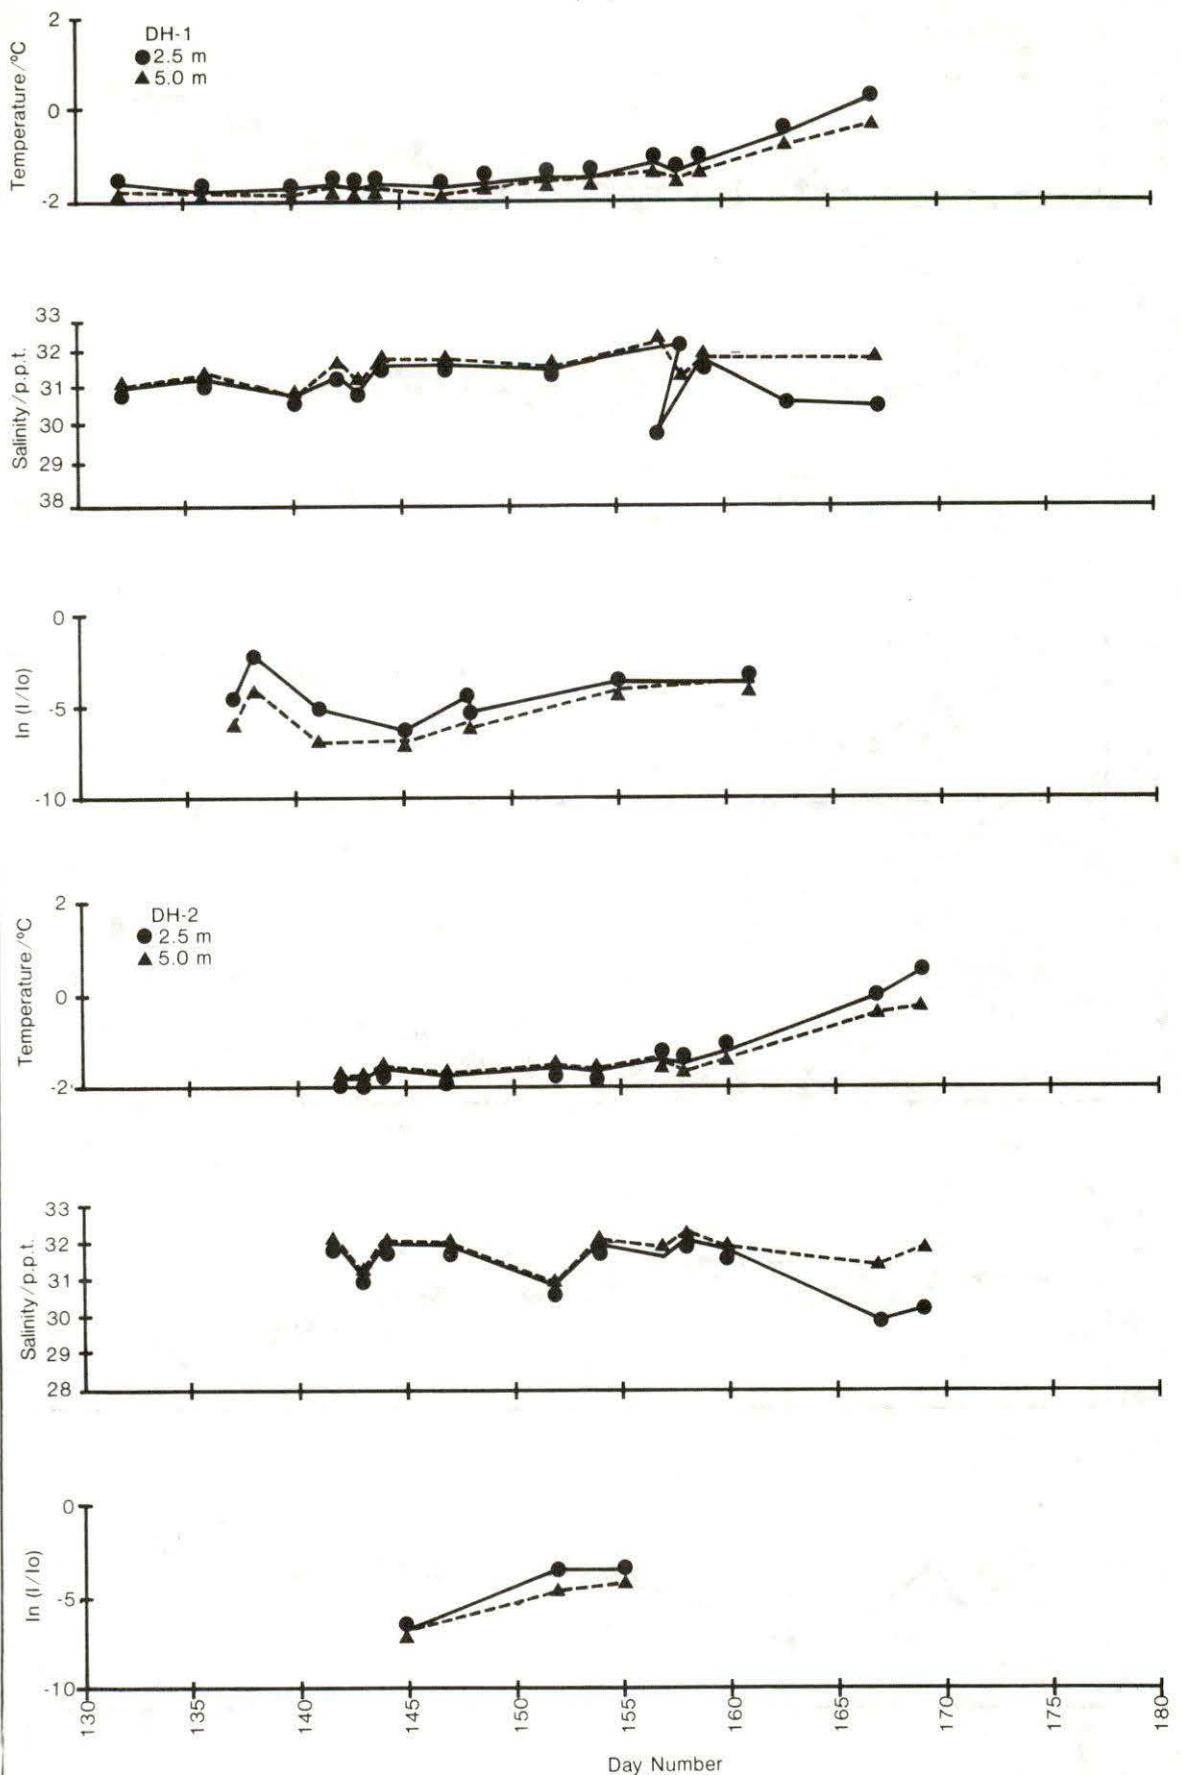 2
DH-1
2.5 m
5.0 m
0
-2
Temperature/°C
33
32
31
30
29
38
Salinity/p.p.t.
0
-5
-10
ln (I/Io)
2
DH-2
2.5 m
5.0 m
0
-2
Temperature/°C
33
32
31
30
29
28
Salinity/p.p.t.
0
-5
-10
ln (I/Io)
130 135 140 145 150 155 160 165 170 175 180
Day Number